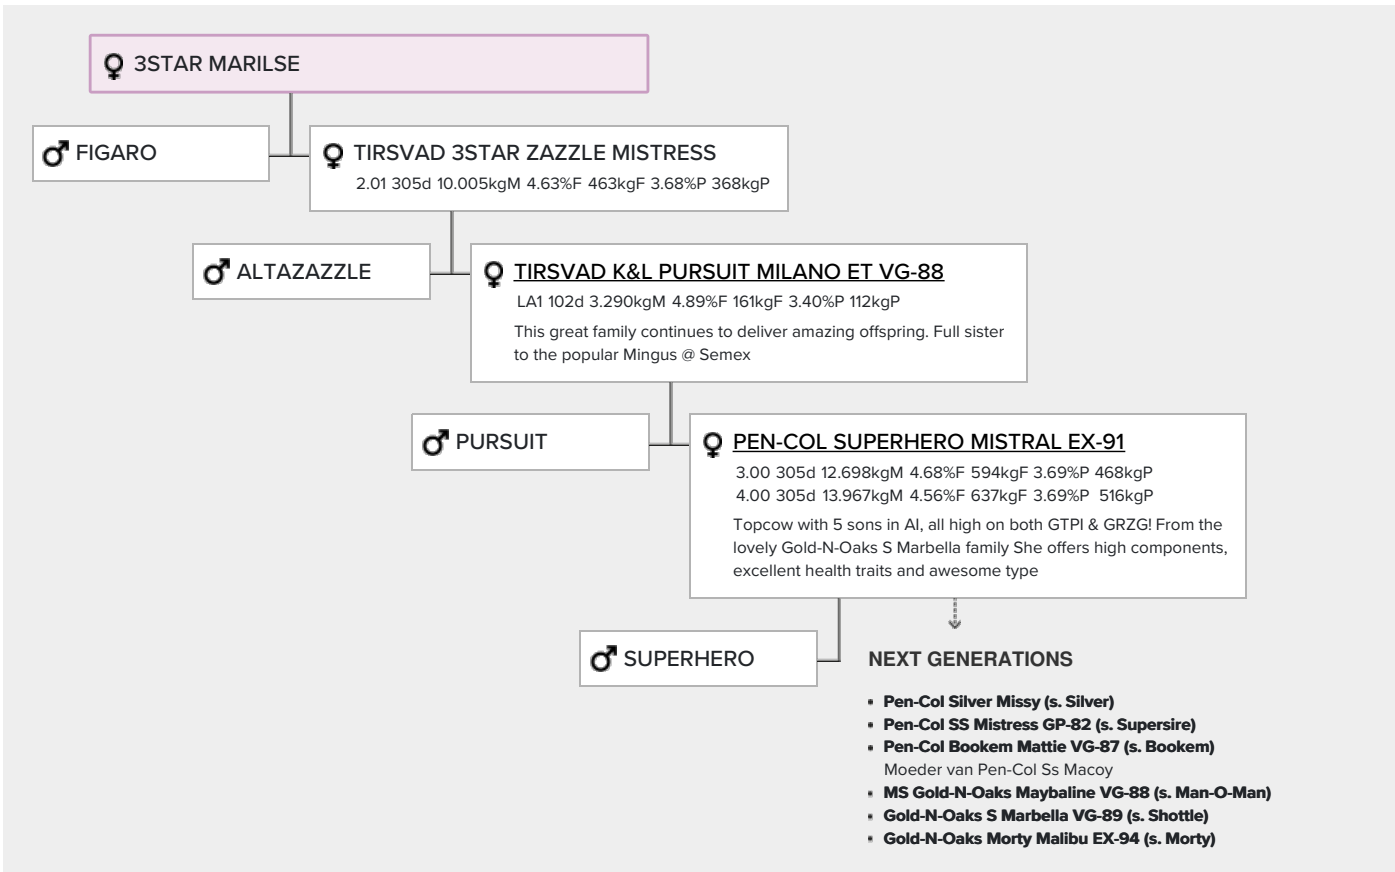 3STAR MARILSE
FIGARO
TIRSVAD 3STAR ZAZZLE MISTRESS
2.01 305d 10.005kgM 4.63%F 463kgF 3.68%P 368kgP
ALTAZAZZLE
TIRSVAD K&L PURSUIT MILANO ET VG-88
LA1 102d 3.290kgM 4.89%F 161kgF 3.40%P 112kgP
This great family continues to deliver amazing offspring. Full sister
to the popular Mingus @ Semex
PURSUIT
PEN-COL SUPERHERO MISTRAL EX-91
3.00 305d 12.698kgM 4.68%F 594kgF 3.69%P 468kgP
4.00 305d 13.967kgM 4.56%F 637kgF 3.69%P 516kgP
Topcow with 5 sons in AI, all high on both GTPI & GRZG! From the
lovely Gold-N-Oaks S Marbella family She offers high components,
excellent health traits and awesome type
SUPERHERO
NEXT GENERATIONS
• Pen-Col Silver Missy (s. Silver)
• Pen-Col SS Mistress GP-82 (s. Supersire)
• Pen-Col Bookem Mattie VG-87 (s. Bookem)
Moeder van Pen-Col Ss Macoy
• MS Gold-N-Oaks Maybaline VG-88 (s. Man-O-Man)
• Gold-N-Oaks S Marbella VG-89 (s. Shottle)
• Gold-N-Oaks Morty Malibu EX-94 (s. Morty)